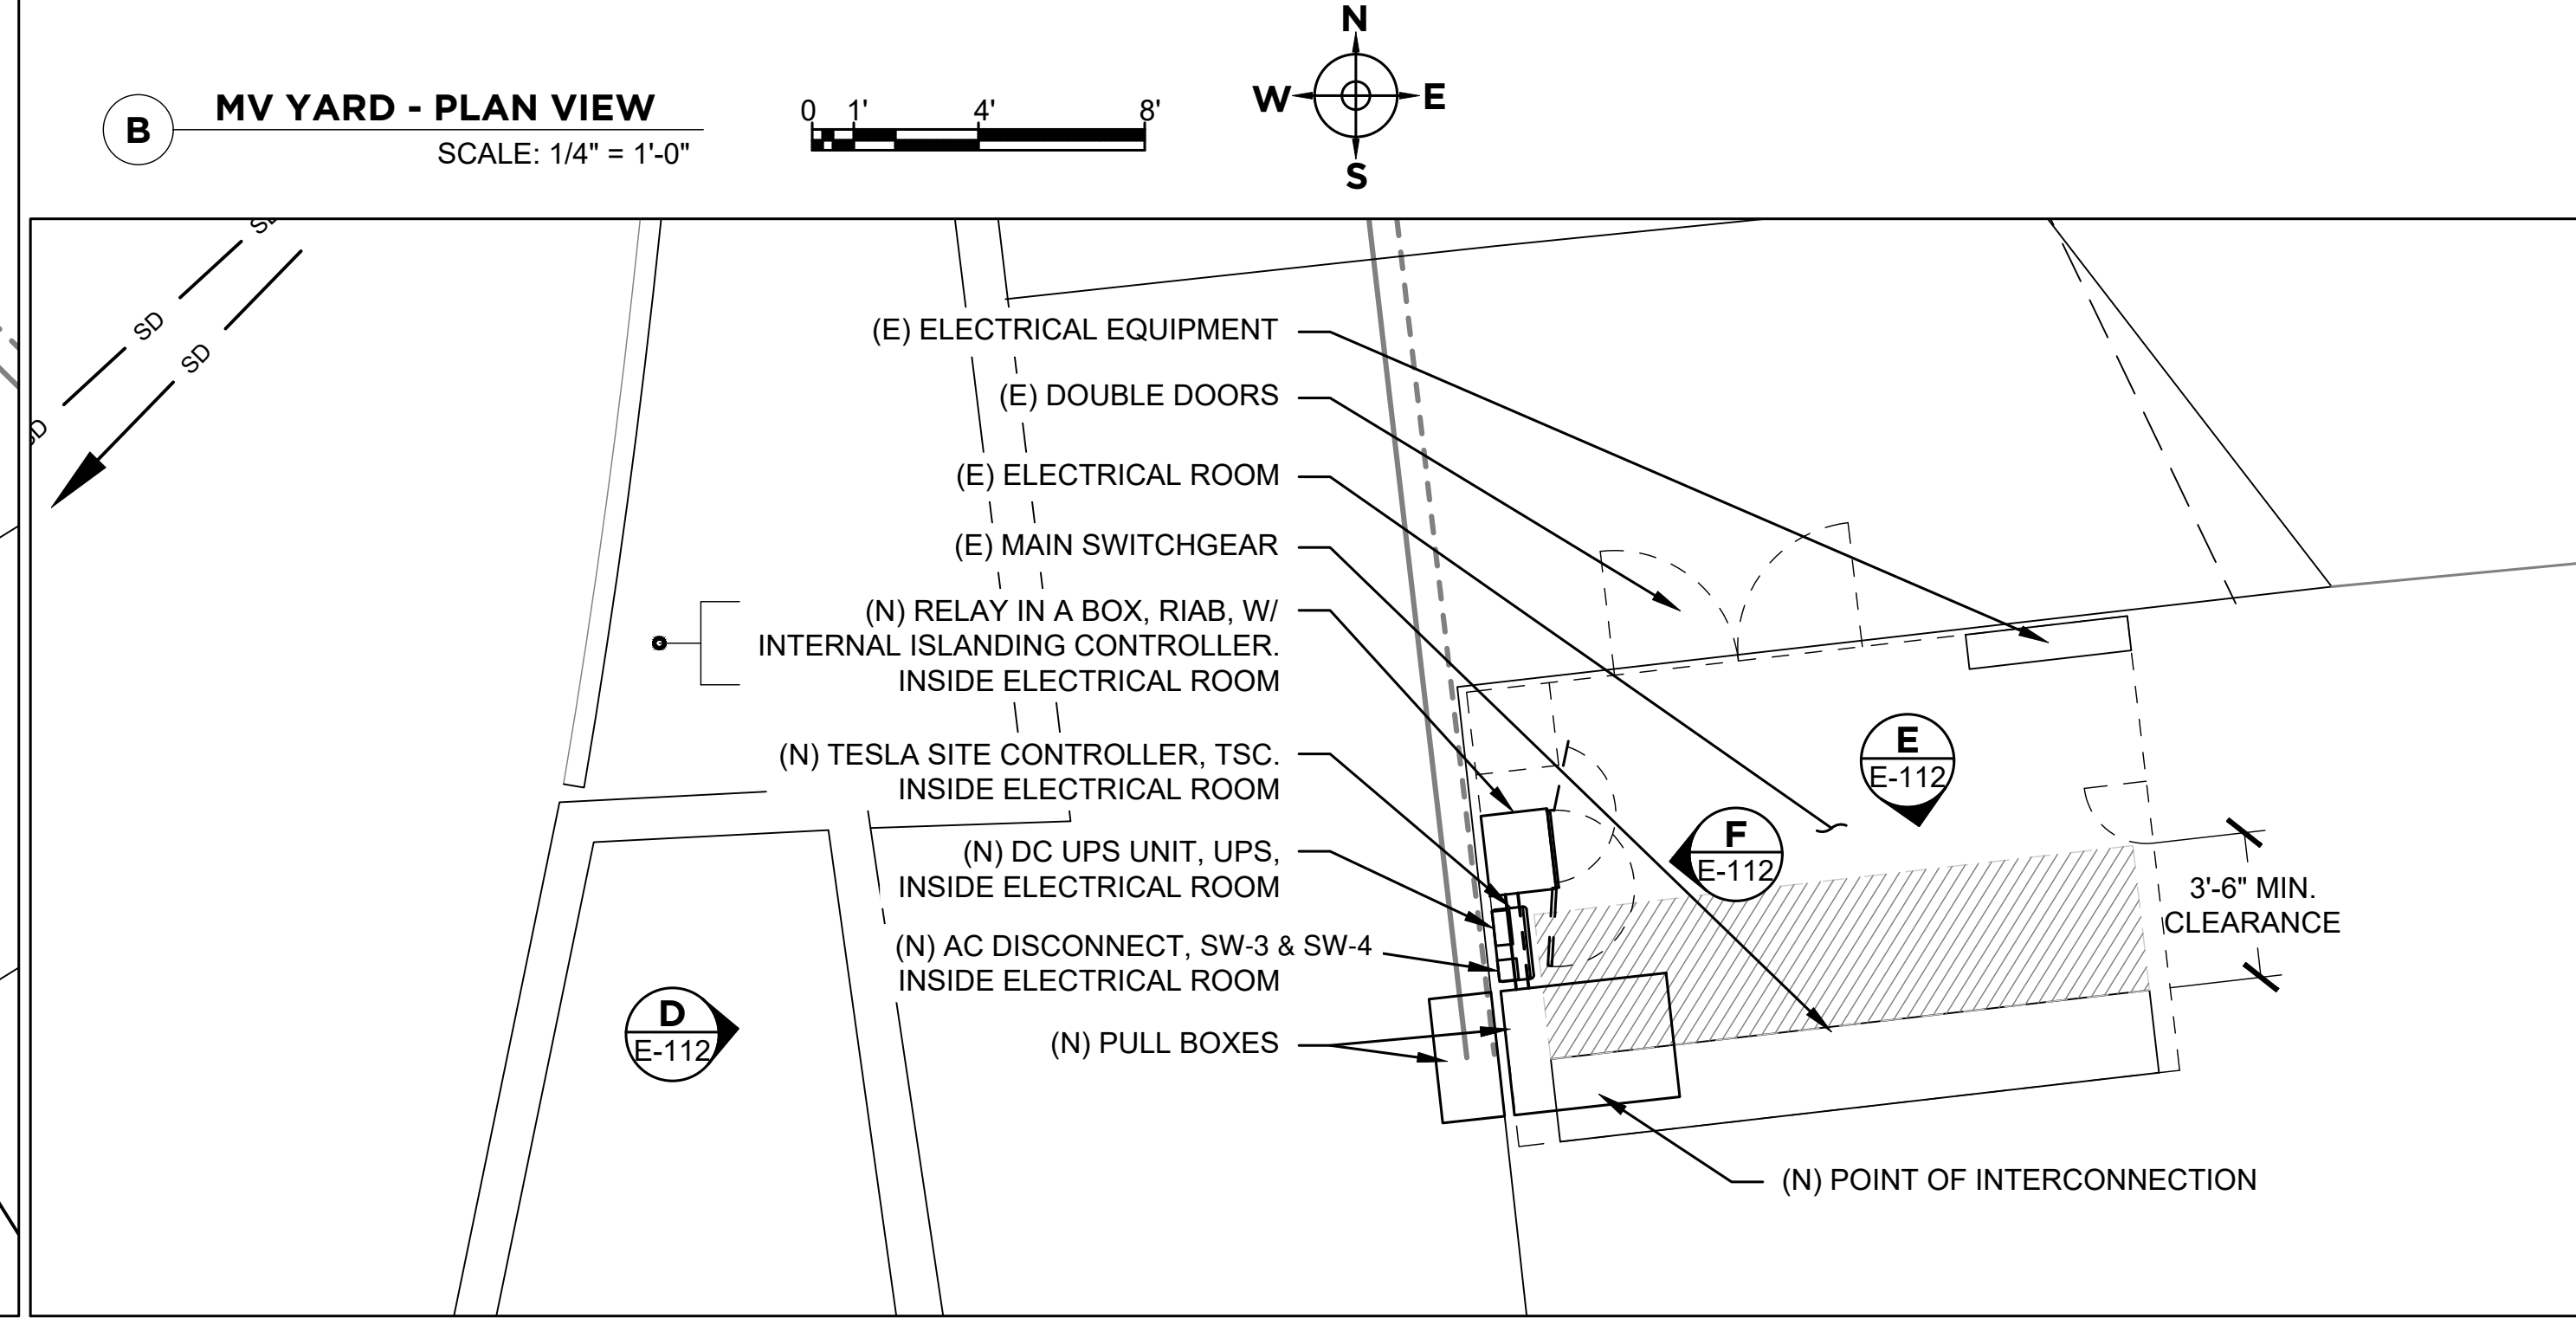 N
W E
S
B
MV YARD - PLAN VIEW
SCALE: 1/4" = 1'-0"
0 1' 4' 8'
SD
SD
(E) ELECTRICAL EQUIPMENT
(E) DOUBLE DOORS
(E) ELECTRICAL ROOM
(E) MAIN SWITCHGEAR
(N) RELAY IN A BOX, RIAB, W/
INTERNAL ISLANDING CONTROLLER.
INSIDE ELECTRICAL ROOM
(N) TESLA SITE CONTROLLER, TSC.
INSIDE ELECTRICAL ROOM
(N) DC UPS UNIT, UPS,
INSIDE ELECTRICAL ROOM
(N) AC DISCONNECT, SW-3 & SW-4
INSIDE ELECTRICAL ROOM
(N) PULL BOXES
D
E-112
E
E-112
F
E-112
3'-6" MIN.
CLEARANCE
(N) POINT OF INTERCONNECTION